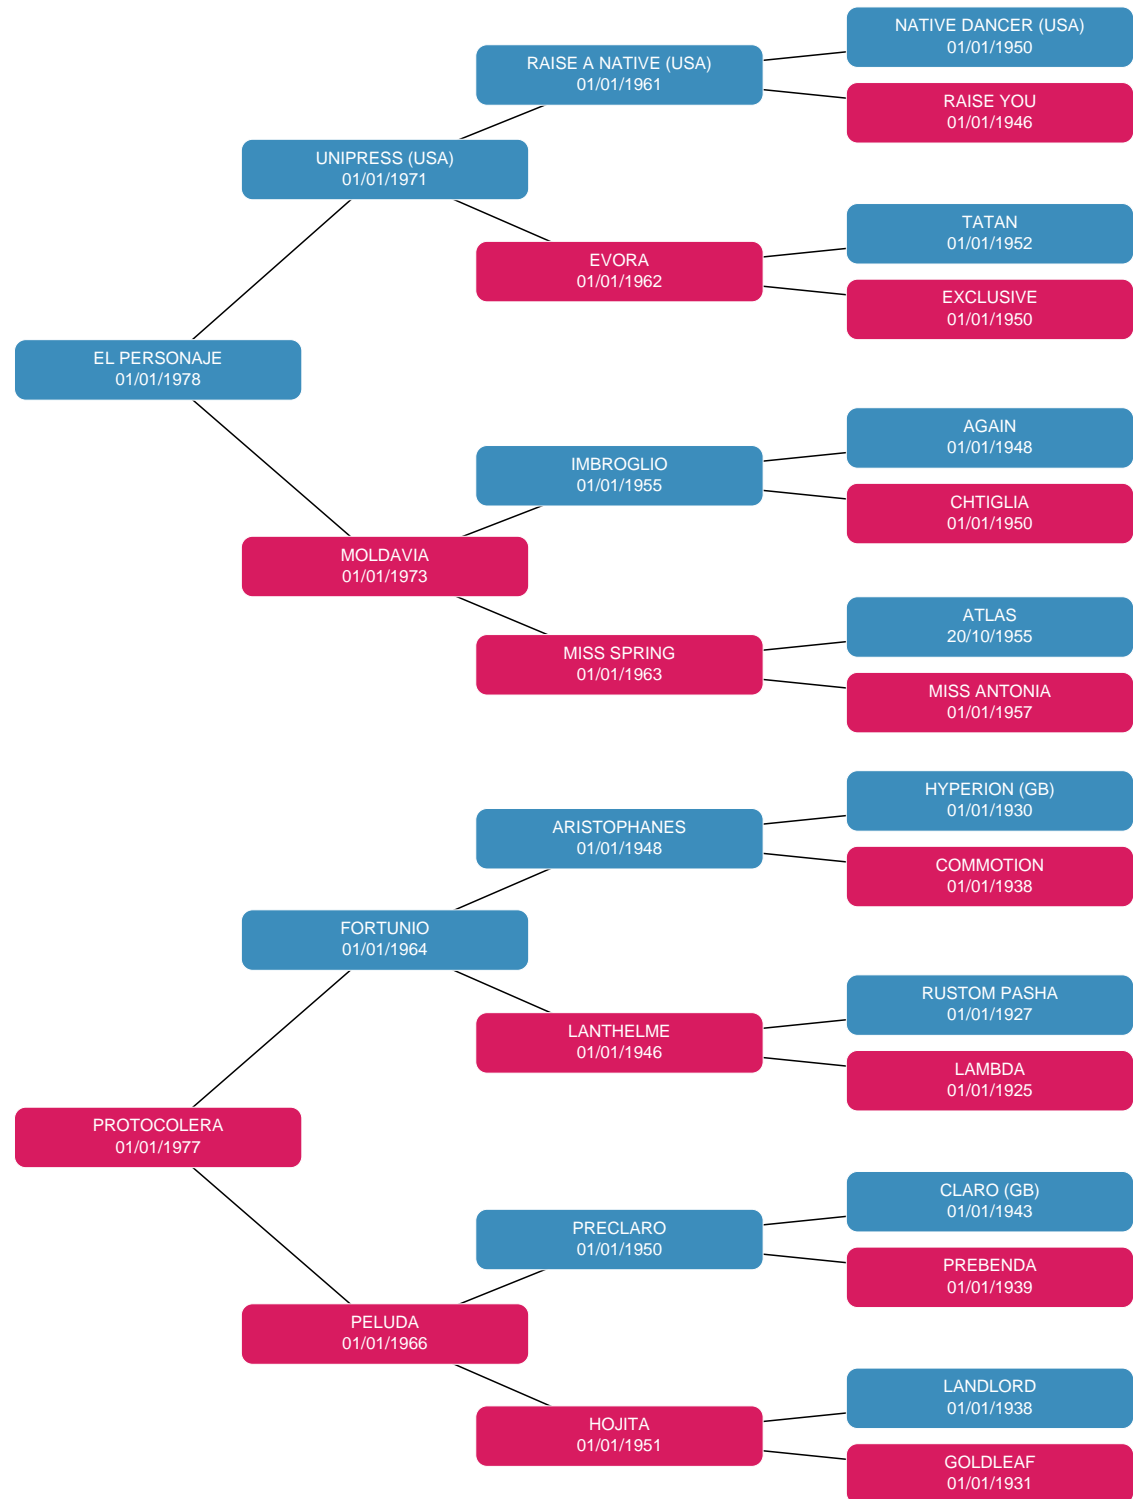 NATIVE DANCER (USA)
01/01/1950
RAISE A NATIVE (USA)
01/01/1961
RAISE YOU
01/01/1946
UNIPRESS (USA)
01/01/1971
TATAN
01/01/1952
EVORA
01/01/1962
EXCLUSIVE
01/01/1950
EL PERSONAJE
01/01/1978
AGAIN
01/01/1948
IMBROGLIO
01/01/1955
CHTIGLIA
01/01/1950
MOLDAVIA
01/01/1973
ATLAS
20/10/1955
MISS SPRING
01/01/1963
MISS ANTONIA
01/01/1957
HYPERION (GB)
01/01/1930
ARISTOPHANES
01/01/1948
COMMOTION
01/01/1938
FORTUNIO
01/01/1964
RUSTOM PASHA
01/01/1927
LANTHELME
01/01/1946
LAMBDA
01/01/1925
PROTOCOLERA
01/01/1977
CLARO (GB)
01/01/1943
PRECLARO
01/01/1950
PREBENDA
01/01/1939
PELUDA
01/01/1966
LANDLORD
01/01/1938
HOJITA
01/01/1951
GOLDLEAF
01/01/1931